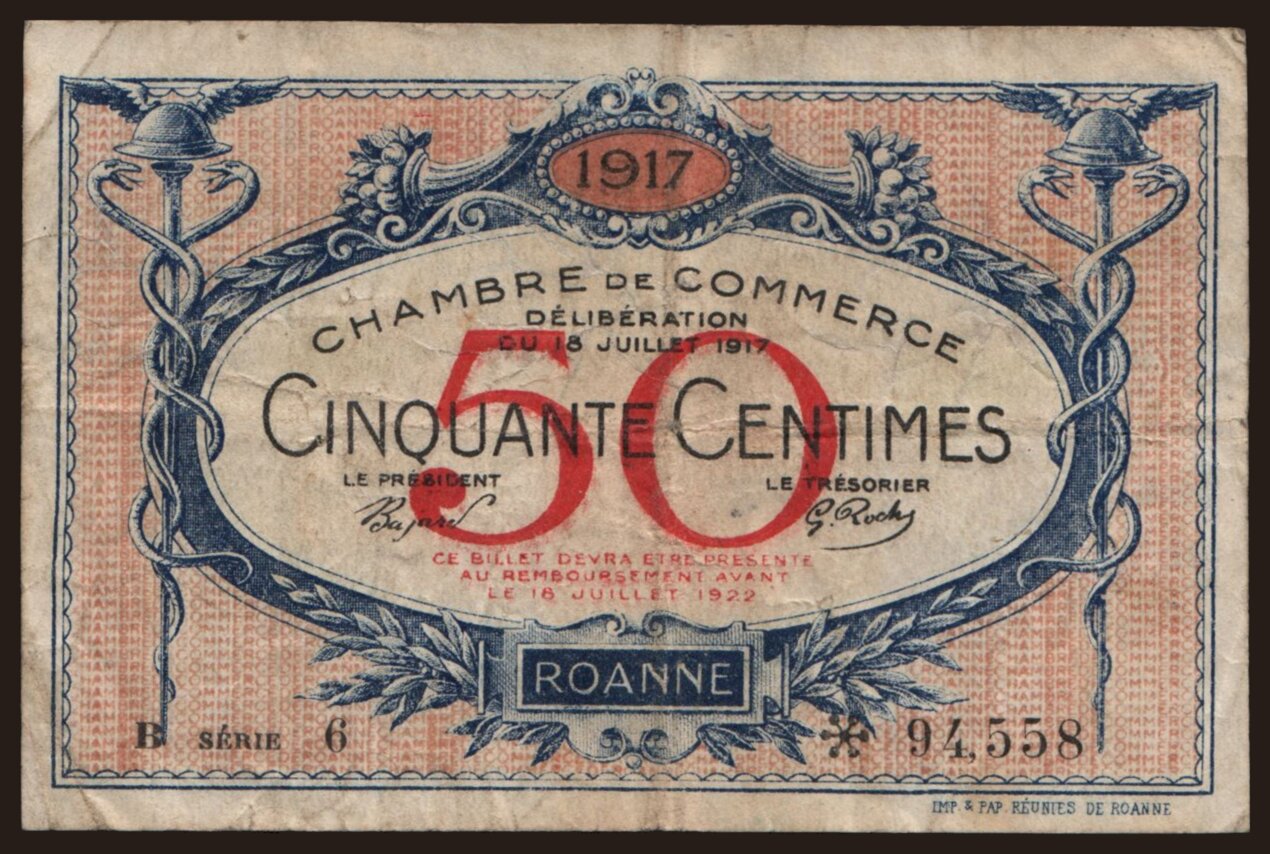 1917
CHAMBRE DE COMMERCE
DÉLIBÉRATION
DU 18 JUILLET 1917
50
CINQUANTE CENTIMES
LE PRÉSIDENT
LE TRÉSORIER
Bajard
G. Roche
CE BILLET DEVRA ETRE PRESENTE
AU REMBOURSEMENT AVANT
LE 18 JUILLET 1922
ROANNE
B SÉRIE 6
94,558
IMP. & PAP. RÉUNIES DE ROANNE